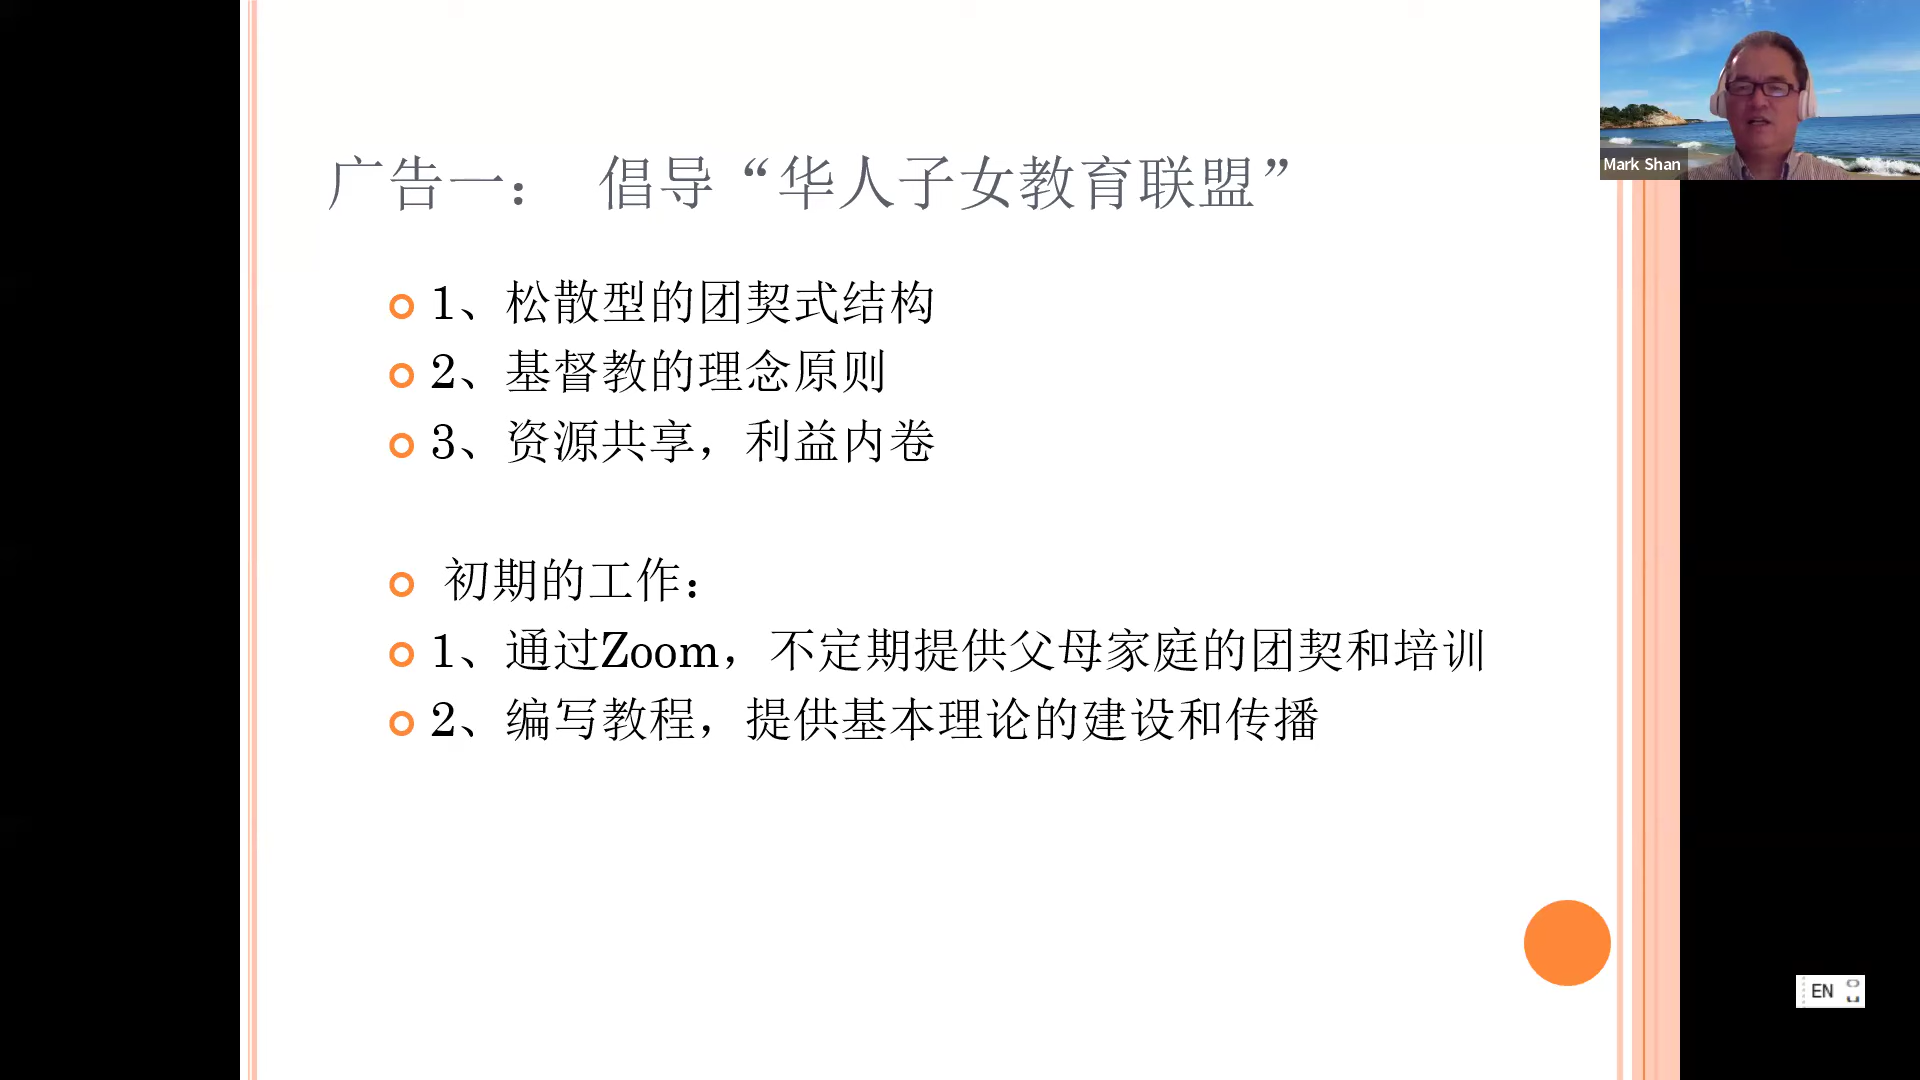 广告一： 倡导“华人子女教育联盟”
1、松散型的团契式结构
2、基督教的理念原则
3、资源共享，利益内卷
初期的工作：
1、通过Zoom，不定期提供父母家庭的团契和培训
2、编写教程，提供基本理论的建设和传播
Mark Shan
EN